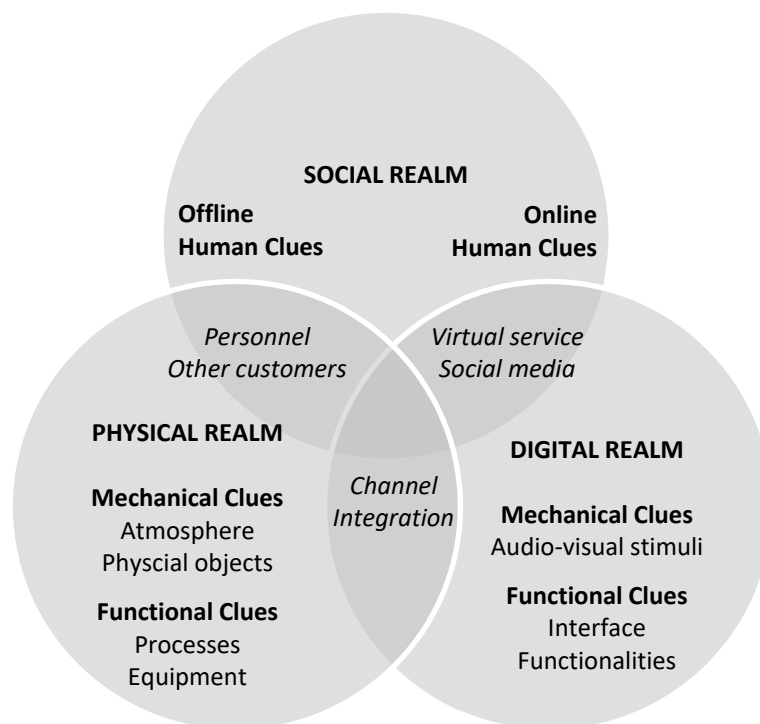 SOCIAL REALM
Offline
Human Clues
Online
Human Clues
Personnel
Other customers
Virtual service
Social media
PHYSICAL REALM
Mechanical Clues
Atmosphere
Physcial objects
Functional Clues
Processes
Equipment
Channel
Integration
DIGITAL REALM
Mechanical Clues
Audio-visual stimuli
Functional Clues
Interface
Functionalities